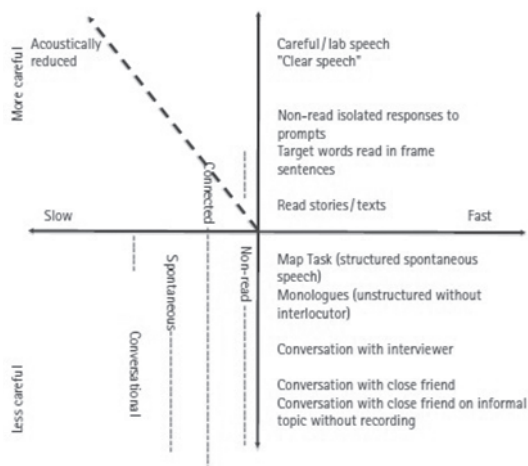 More careful
Acoustically
reduced
Careful/lab speech
"Clear speech"
Non-read isolated responses to
prompts
Target words read in frame
sentences
Read stories/texts
Slow
Fast
Connected
Non-read
Spontaneous
Conversational
Map Task (structured spontaneous
speech)
Monologues (unstructured without
interlocutor)
Conversation with interviewer
Conversation with close friend
Conversation with close friend on informal
topic without recording
Less careful